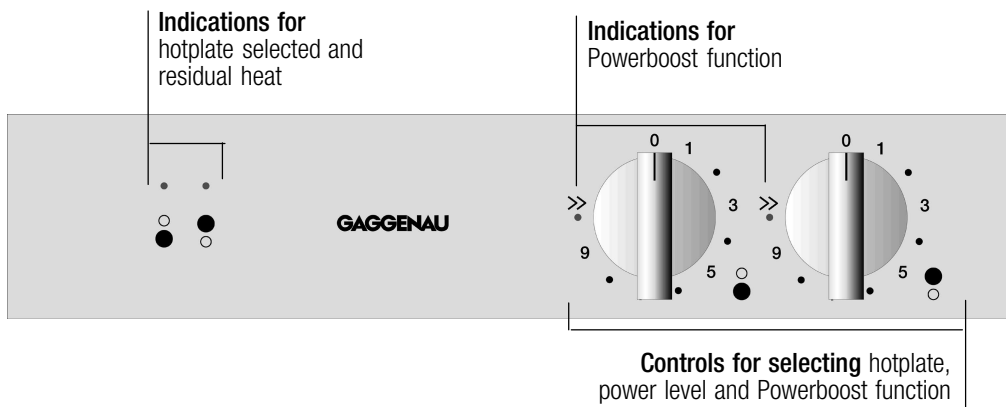 Indications for
hotplate selected and
residual heat
Indications for
Powerboost function
GAGGENAU
0
1
3
5
9
0
1
3
5
9
Controls for selecting hotplate,
power level and Powerboost function